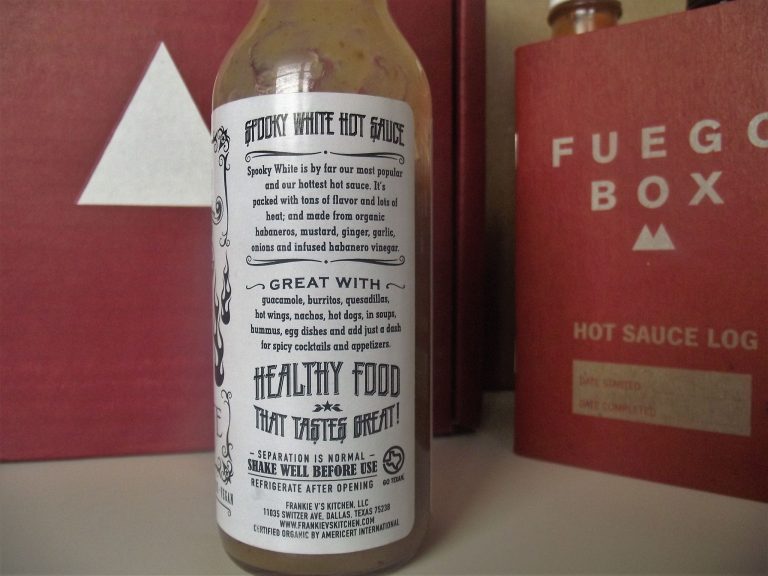 SPOOKY WHITE HOT SAUCE
Spooky White is by far our most popular
and our hottest hot sauce. It's
packed with tons of flavor and lots of
heat; and made from organic
habaneros, mustard, ginger, garlic,
onions and infused habanero vinegar.
GREAT WITH
guacamole, burritos, quesadillas,
hot wings, nachos, hot dogs, in soups,
hummus, egg dishes and add just a dash
for spicy cocktails and appetizers.
HEALTHY FOOD
THAT TASTES GREAT!
- SEPARATION IS NORMAL -
SHAKE WELL BEFORE USE
REFRIGERATE AFTER OPENING
GO TEXAN.
FRANKIE V'S KITCHEN, LLC
11035 SWITZER AVE, DALLAS, TEXAS 75238
WWW.FRANKIEVSKITCHEN.COM
CERTIFIED ORGANIC BY AMERICERT INTERNATIONAL
VEGAN
FUEGO
BOX
HOT SAUCE LOG
DATE STARTED
DATE COMPLETED